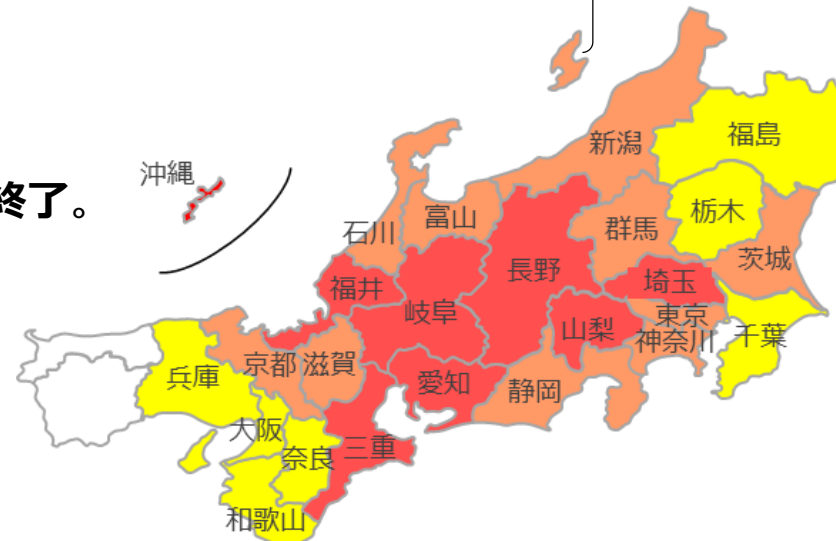 新潟
福島
沖縄
終了。
富山
石川
群馬
栃木
茨城
長野
福井
埼玉
岐阜
東京
山梨
神奈川
千葉
京都
滋賀
兵庫
愛知
静岡
大阪
三重
奈良
和歌山